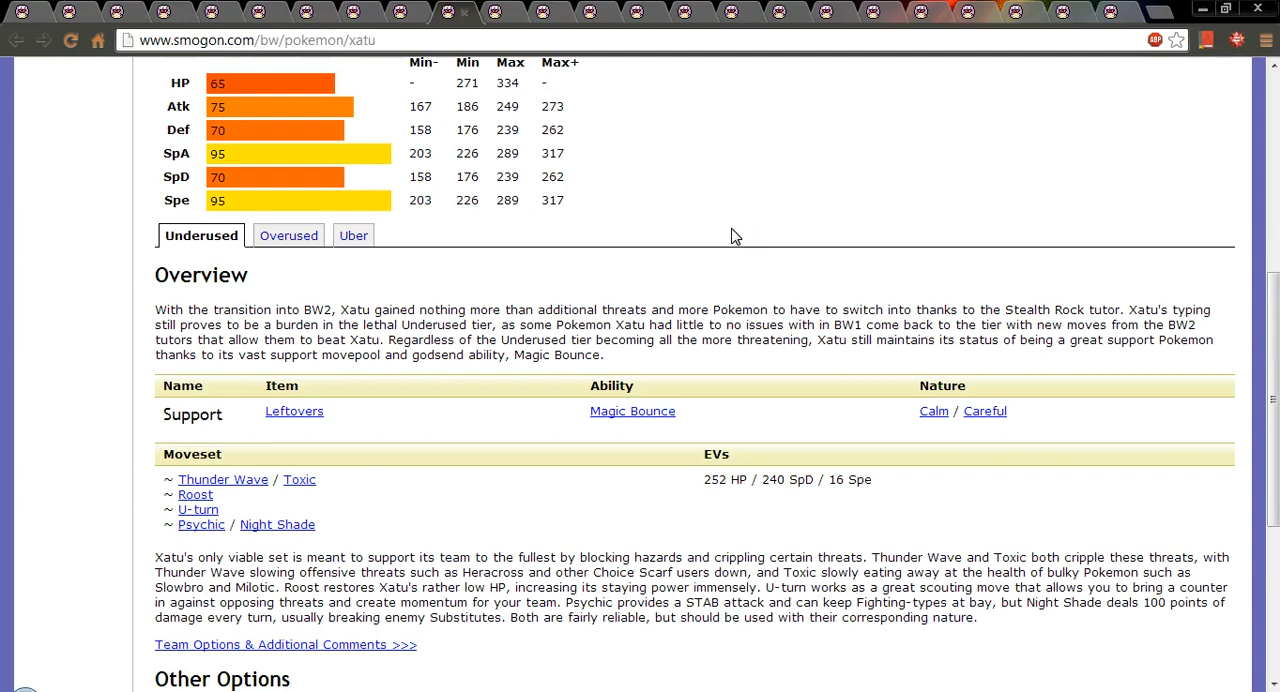 www.smogon.com/bw/pokemon/xatu
ABP
Min- Min Max Max+
HP 65 - 271 334 -
Atk 75 167 186 249 273
Def 70 158 176 239 262
SpA 95 203 226 289 317
SpD 70 158 176 239 262
Spe 95 203 226 289 317
Underused Overused Uber
Overview
With the transition into BW2, Xatu gained nothing more than additional threats and more Pokemon to have to switch into thanks to the Stealth Rock tutor. Xatu's typing
still proves to be a burden in the lethal Underused tier, as some Pokemon Xatu had little to no issues with in BW1 come back to the tier with new moves from the BW2
tutors that allow them to beat Xatu. Regardless of the Underused tier becoming all the more threatening, Xatu still maintains its status of being a great support Pokemon
thanks to its vast support movepool and godsend ability, Magic Bounce.
Name Item Ability Nature
Support Leftovers Magic Bounce Calm / Careful
Moveset EVs
~ Thunder Wave / Toxic 252 HP / 240 SpD / 16 Spe
~ Roost
~ U-turn
~ Psychic / Night Shade
Xatu's only viable set is meant to support its team to the fullest by blocking hazards and crippling certain threats. Thunder Wave and Toxic both cripple these threats, with
Thunder Wave slowing offensive threats such as Heracross and other Choice Scarf users down, and Toxic slowly eating away at the health of bulky Pokemon such as
Slowbro and Milotic. Roost restores Xatu's rather low HP, increasing its staying power immensely. U-turn works as a great scouting move that allows you to bring a counter
in against opposing threats and create momentum for your team. Psychic provides a STAB attack and can keep Fighting-types at bay, but Night Shade deals 100 points of
damage every turn, usually breaking enemy Substitutes. Both are fairly reliable, but should be used with their corresponding nature.
Team Options & Additional Comments >>>
Other Options